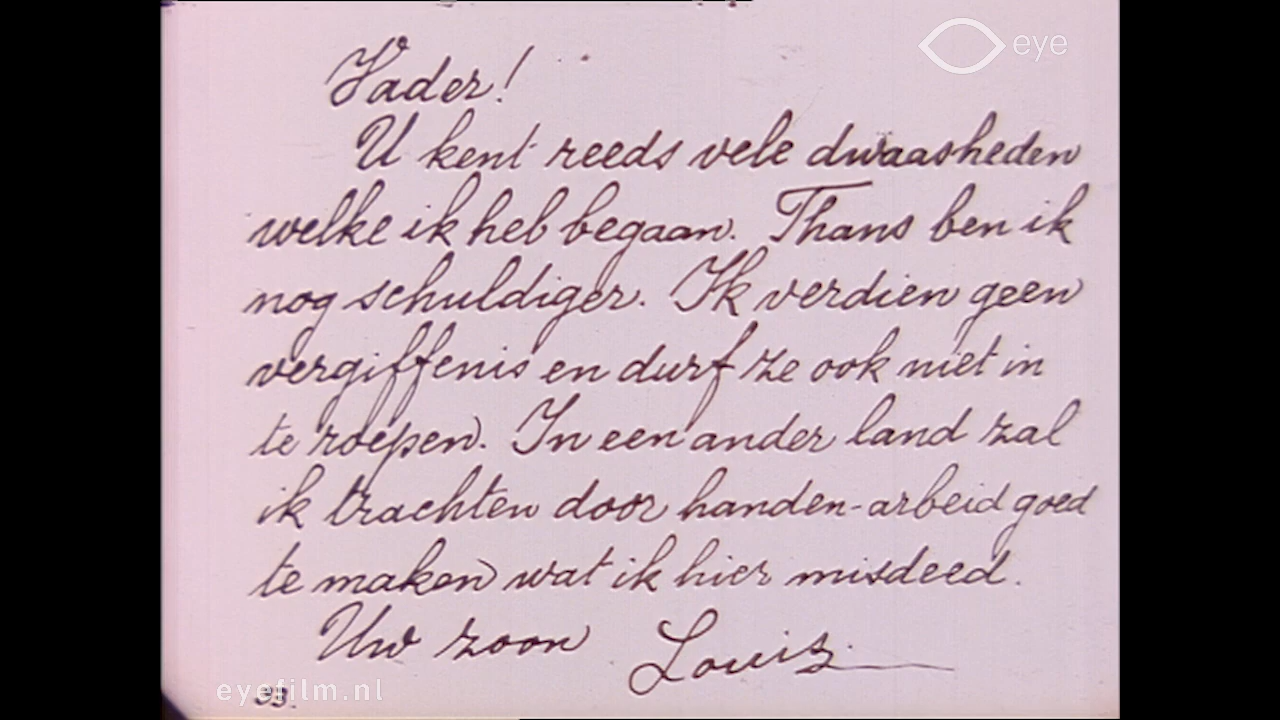 eye
Vader!
U kent reeds vele dwaasheden
welke ik heb begaan. Thans ben ik
nog schuldiger. Ik verdien geen
vergiffenis en durf ze ook niet in
te roepen. In een ander land zal
ik trachten door handen-arbeid goed
te maken wat ik hier misdeed.
Uw zoon Louis
eyefilm.nl
33.